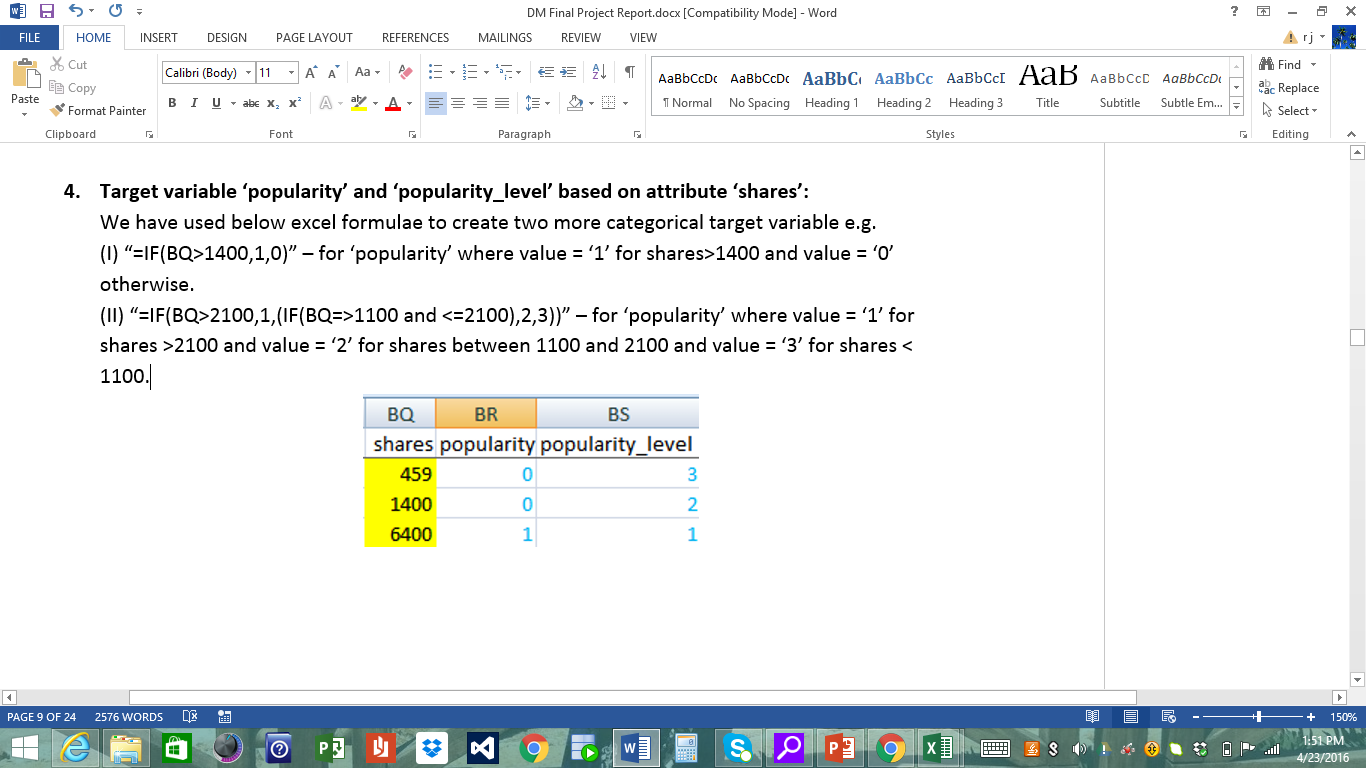 DM Final Project Report.docx [Compatibility Mode] - Word
FILE HOME INSERT DESIGN PAGE LAYOUT REFERENCES MAILINGS REVIEW VIEW rj
Paste
Cut
Copy
Format Painter
Clipboard
Calibri (Body) 11
Font
Paragraph
AaBbCcDc AaBbCcDc AaBbC AaBbCc AaBbCcI AaB AaBbCcD AaBbCcDc
¶ Normal No Spacing Heading 1 Heading 2 Heading 3 Title Subtitle Subtle Em...
Styles
Find
Replace
Select
Editing
4. Target variable ‘popularity’ and ‘popularity_level’ based on attribute ‘shares’:
We have used below excel formulae to create two more categorical target variable e.g.
(I) “=IF(BQ>1400,1,0)” – for ‘popularity’ where value = ‘1’ for shares>1400 and value = ‘0’
otherwise.
(II) “=IF(BQ>2100,1,(IF(BQ=>1100 and <=2100),2,3))” – for ‘popularity’ where value = ‘1’ for
shares >2100 and value = ‘2’ for shares between 1100 and 2100 and value = ‘3’ for shares <
1100.
BQ BR BS
shares popularity popularity_level
459 0 3
1400 0 2
6400 1 1
PAGE 9 OF 24 2576 WORDS 150%
1:51 PM
4/23/2016